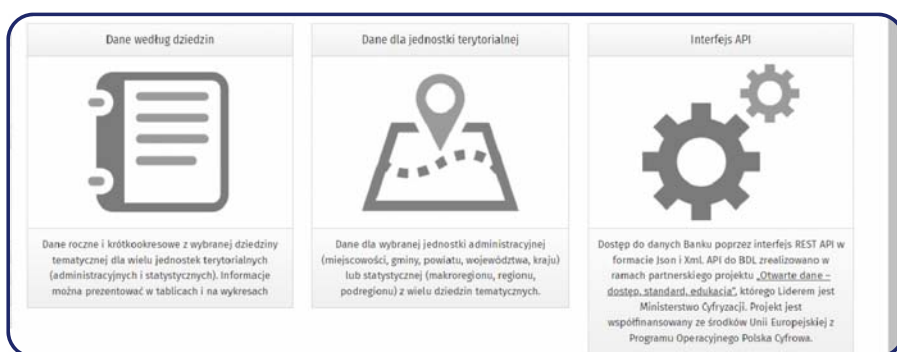 Dane według dziedzin
Dane roczne i krótkookresowe z wybranej dziedziny
tematycznej dla wielu jednostek terytorialnych
(administracyjnych i statystycznych). Informacje
można prezentować w tablicach i na wykresach
Dane dla jednostki terytorialnej
Dane dla wybranej jednostki administracyjnej
(miejscowości, gminy, powiatu, województwa, kraju)
lub statystycznej (makroregionu, regionu,
podregionu) z wielu dziedzin tematycznych.
Interfejs API
Dostęp do danych Banku poprzez interfejs REST API w
formacie Json i Xml. API do BDL zrealizowano w
ramach partnerskiego projektu „Otwarte dane –
dostęp, standard, edukacja", którego Liderem jest
Ministerstwo Cyfryzacji. Projekt jest
współfinansowany ze środków Unii Europejskiej z
Programu Operacyjnego Polska Cyfrowa.